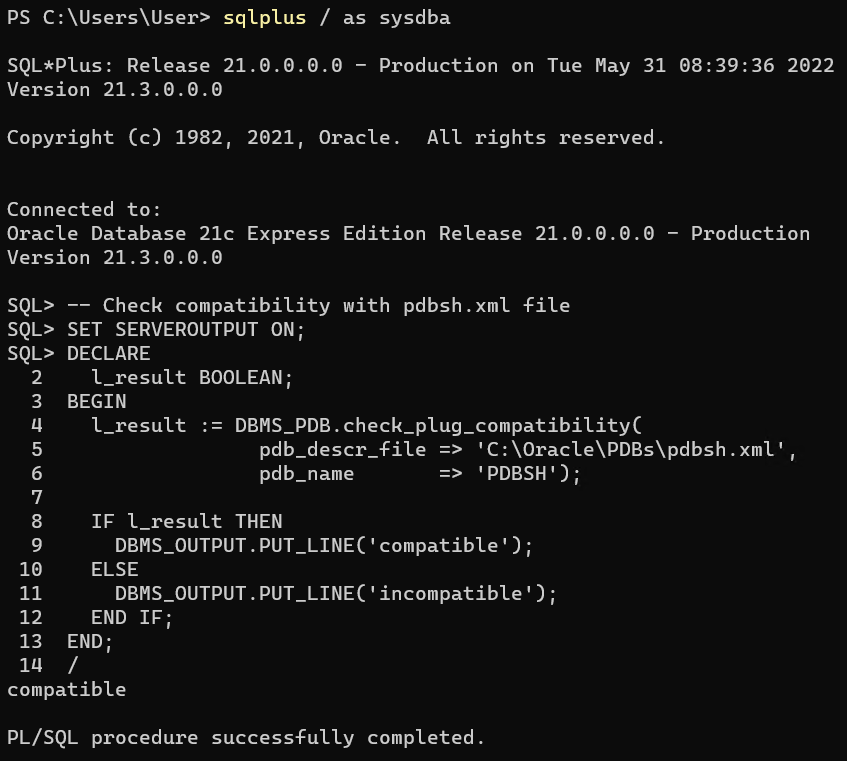 PS C:\Users\User> sqlplus / as sysdba
SQL*Plus: Release 21.0.0.0.0 - Production on Tue May 31 08:39:36 2022
Version 21.3.0.0.0
Copyright (c) 1982, 2021, Oracle.  All rights reserved.
Connected to:
Oracle Database 21c Express Edition Release 21.0.0.0.0 - Production
Version 21.3.0.0.0
SQL> -- Check compatibility with pdbsh.xml file
SQL> SET SERVEROUTPUT ON;
SQL> DECLARE
  2    l_result BOOLEAN;
  3  BEGIN
  4    l_result := DBMS_PDB.check_plug_compatibility(
  5                  pdb_descr_file => 'C:\Oracle\PDBs\pdbsh.xml',
  6                  pdb_name       => 'PDBSH');
  7
  8    IF l_result THEN
  9      DBMS_OUTPUT.PUT_LINE('compatible');
 10    ELSE
 11      DBMS_OUTPUT.PUT_LINE('incompatible');
 12    END IF;
 13  END;
 14  /
compatible
PL/SQL procedure successfully completed.